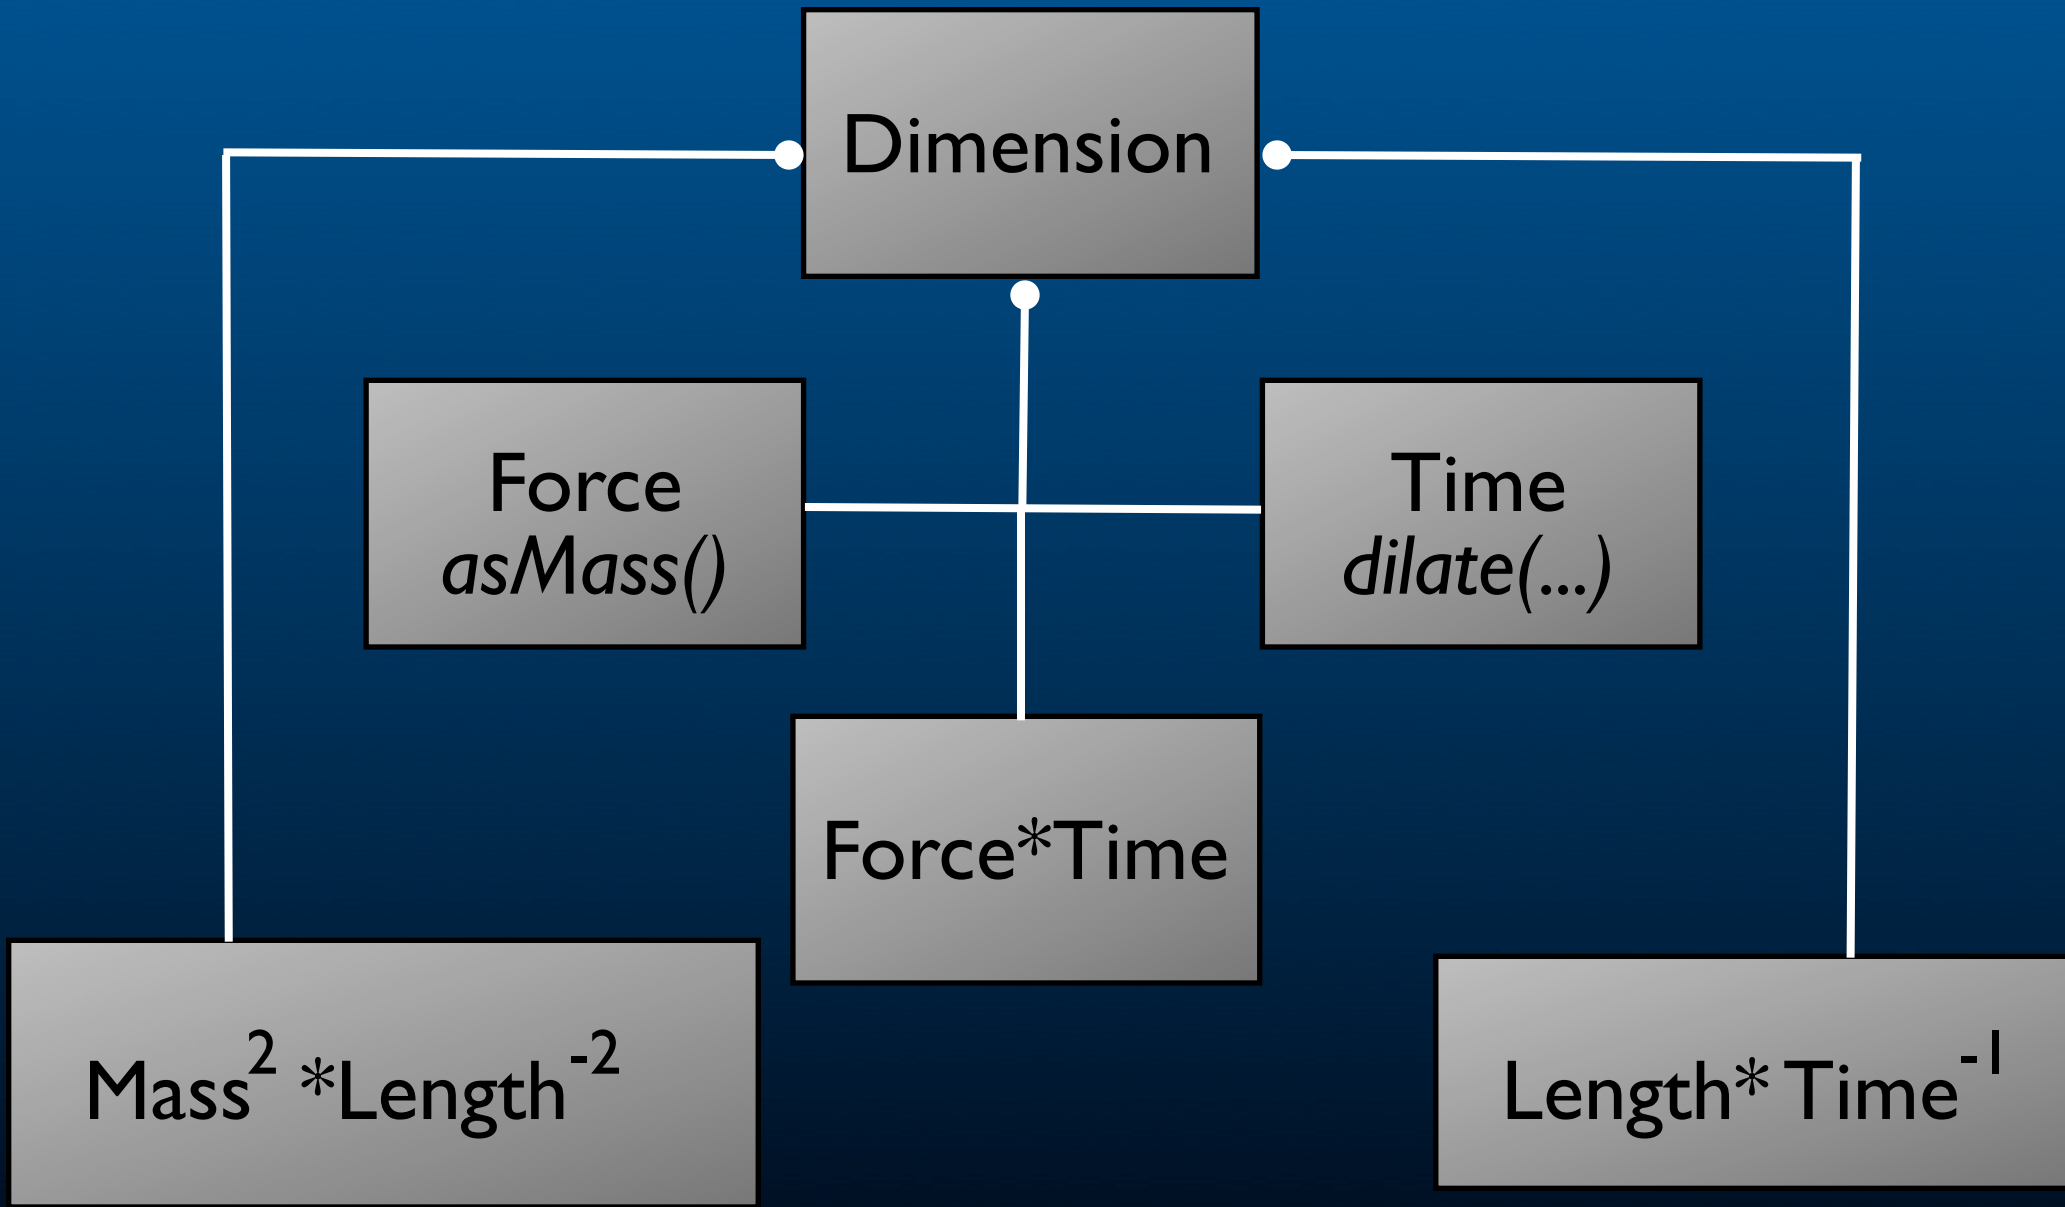 Dimension
Force
asMass()
Time
dilate(...)
Force*Time
Mass² *Length⁻²
Length* Time⁻¹